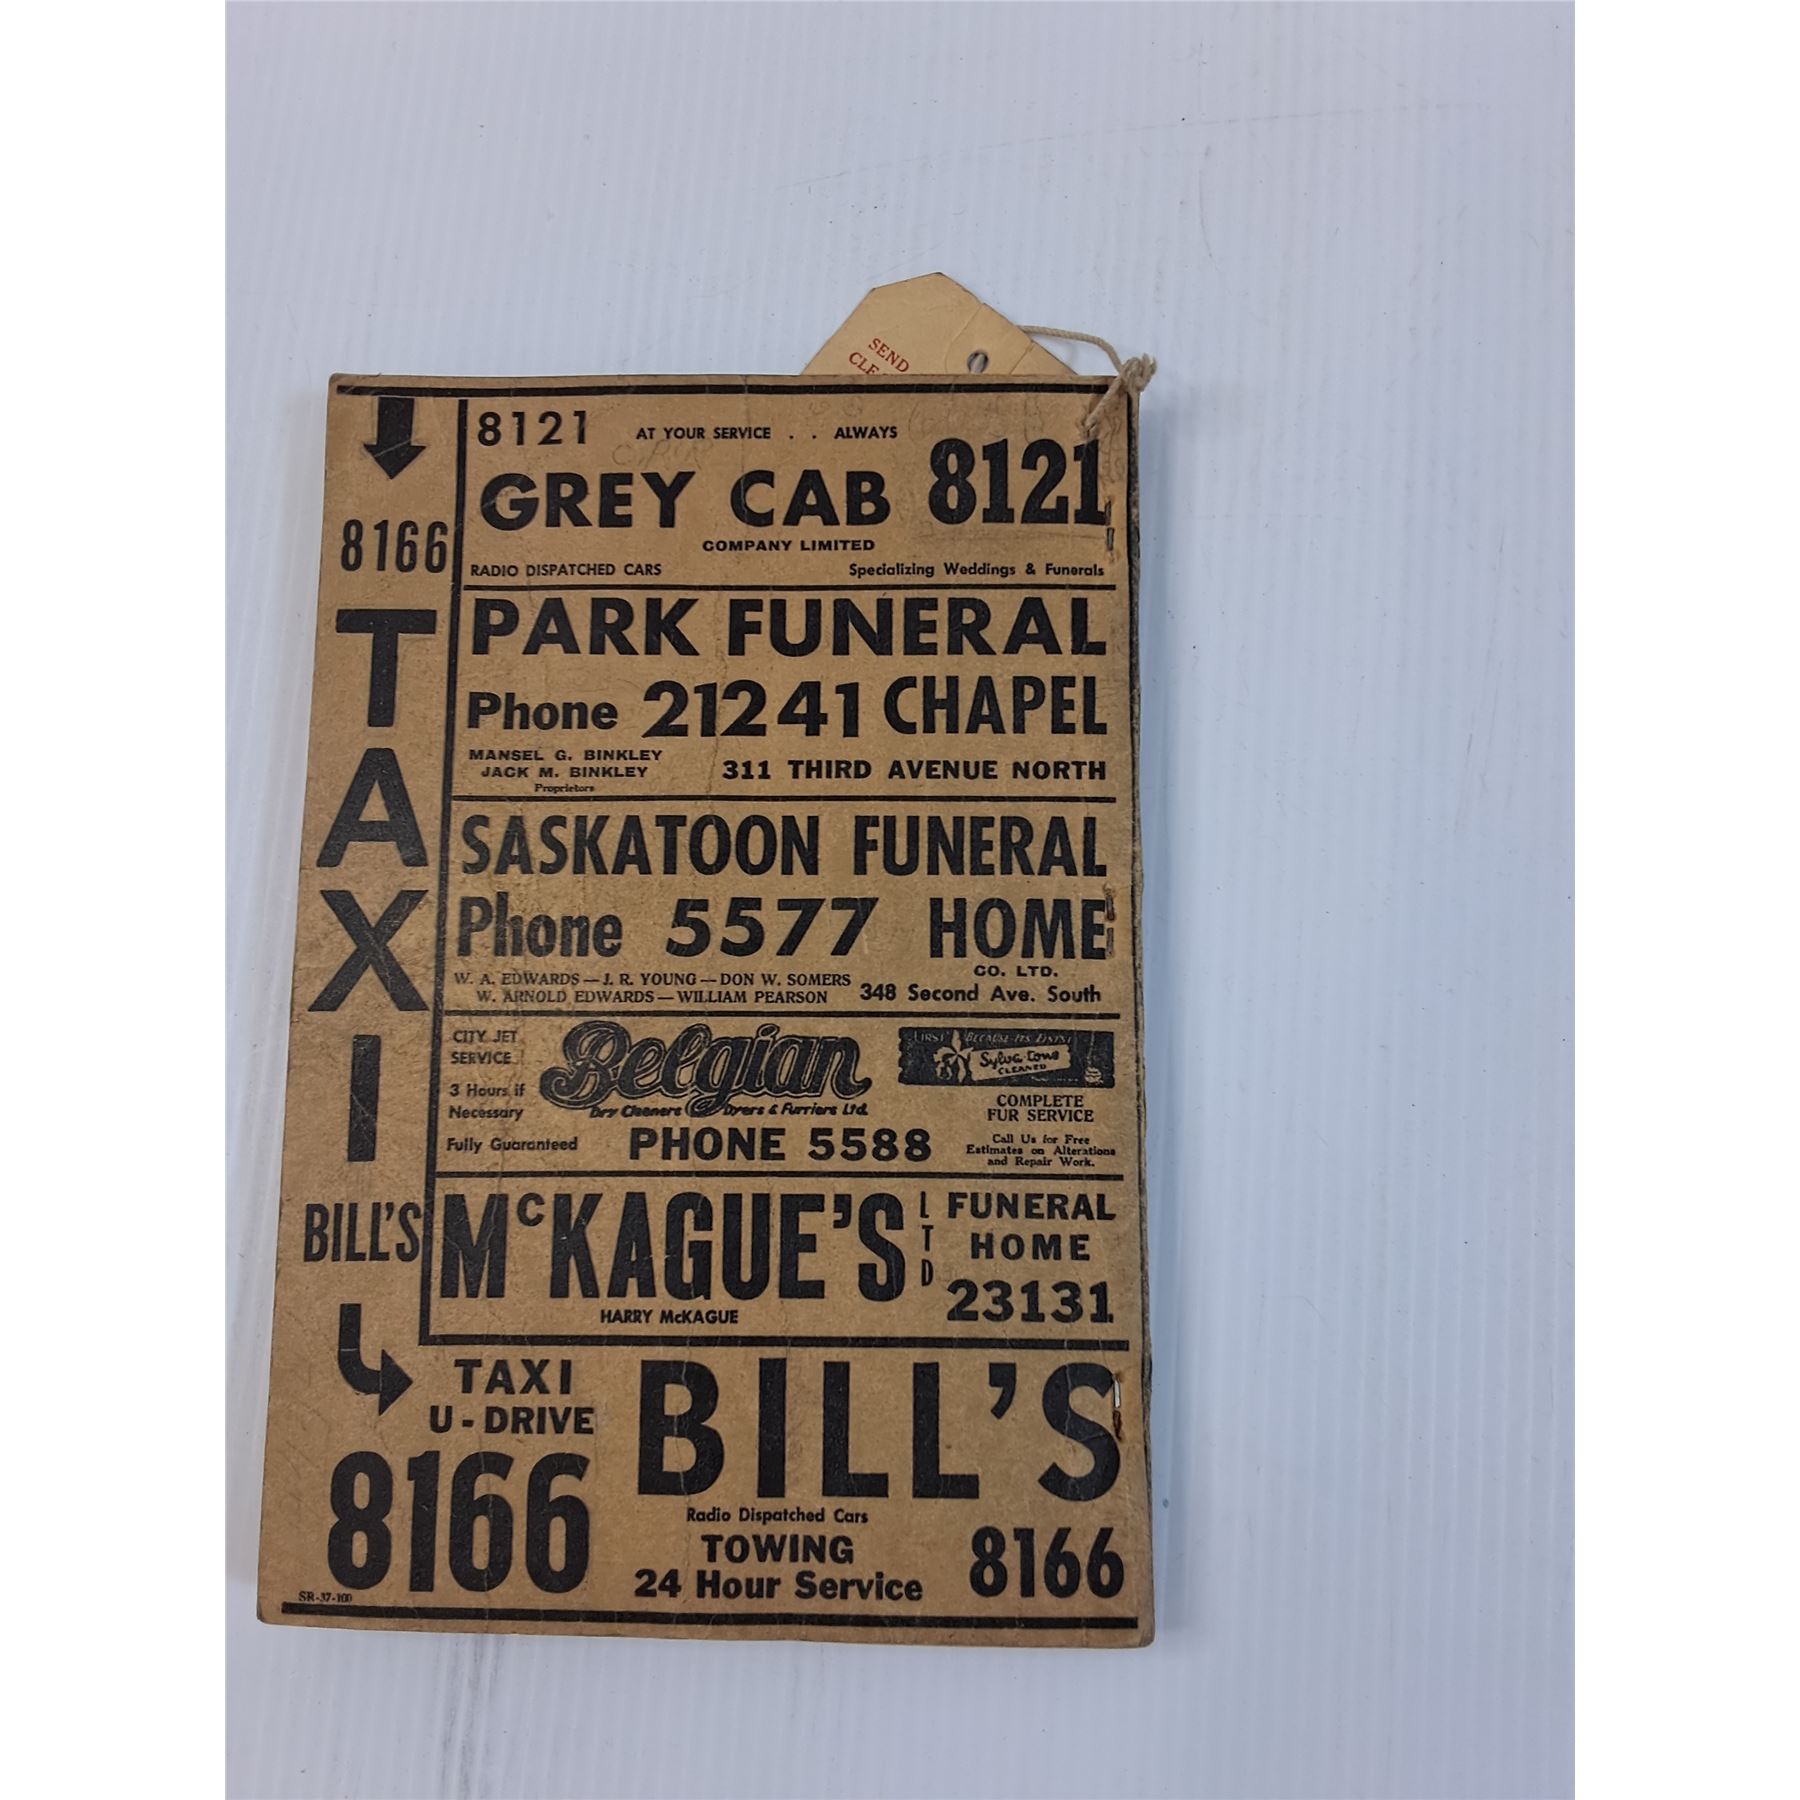 SEND
8166
TAXI
BILL'S
8121 AT YOUR SERVICE . . ALWAYS
GREY CAB 8121
COMPANY LIMITED
RADIO DISPATCHED CARS Specializing Weddings & Funerals
PARK FUNERAL
Phone 21241 CHAPEL
MANSEL G. BINKLEY
JACK M. BINKLEY
Proprietors
311 THIRD AVENUE NORTH
SASKATOON FUNERAL
Phone 5577 HOME
CO. LTD.
W. A. EDWARDS — J. R. YOUNG — DON W. SOMERS
W. ARNOLD EDWARDS — WILLIAM PEARSON
348 Second Ave. South
CITY JET
SERVICE
3 Hours if
Necessary
Fully Guaranteed
Belgian
Dry Cleaners Dyers & Furriers Ltd.
PHONE 5588
FIRST BECAUSE IT'S FINEST
Sylva-tone
CLEANED
COMPLETE
FUR SERVICE
Call Us for Free
Estimates on Alterations
and Repair Work.
McKAGUE'S LTD
HARRY McKAGUE
FUNERAL
HOME
23131
TAXI
U-DRIVE
8166
BILL'S
Radio Dispatched Cars
TOWING
24 Hour Service
8166
SR-37-100